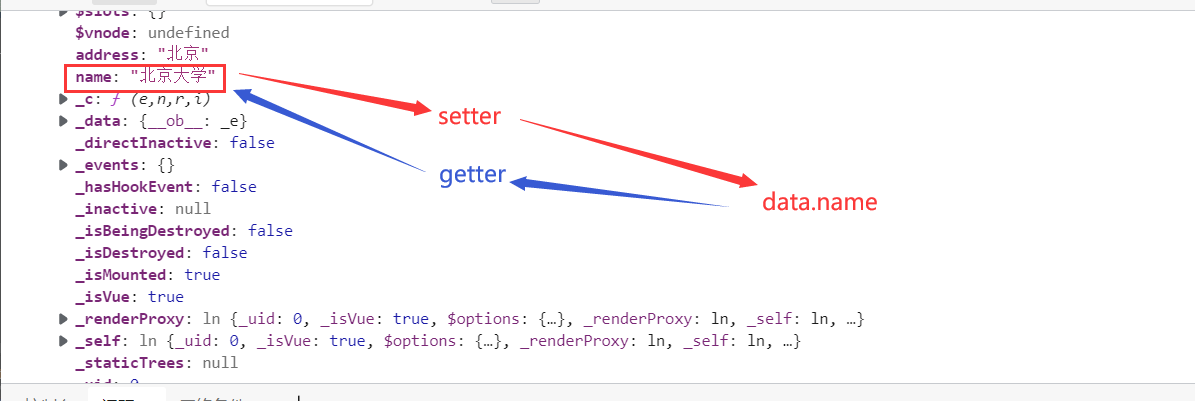 $slots: {}
$vnode: undefined
address: "北京"
name: "北京大学"
_c: ƒ (e,n,r,i)
setter
_data: {__ob__: _e}
_directInactive: false
_events: {}
getter
_hasHookEvent: false
_inactive: null
data.name
_isBeingDestroyed: false
_isDestroyed: false
_isMounted: true
_isVue: true
_renderProxy: ln {_uid: 0, _isVue: true, $options: {…}, _renderProxy: ln, _self: ln, …}
_self: ln {_uid: 0, _isVue: true, $options: {…}, _renderProxy: ln, _self: ln, …}
_staticTrees: null
_uid: 0